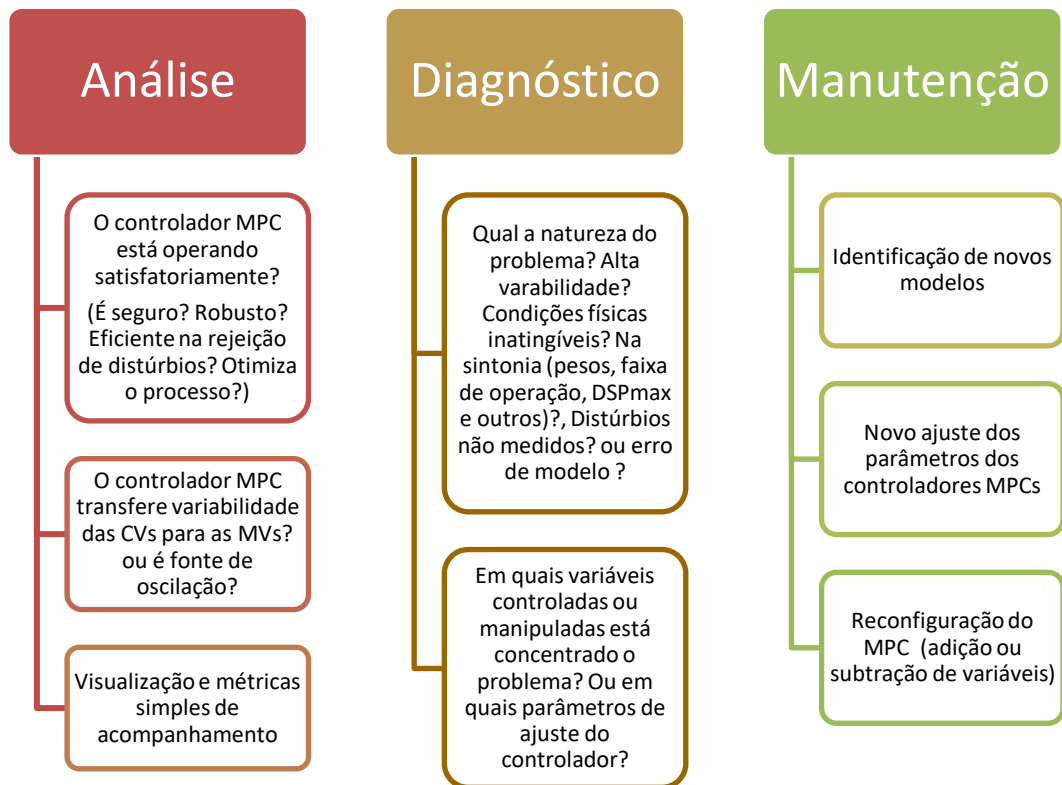 Análise
O controlador MPC
está operando
satisfatoriamente?
(É seguro? Robusto?
Eficiente na rejeição
de distúrbios? Otimiza
o processo?)
O controlador MPC
transfere variabilidade
das CVs para as MVs?
ou é fonte de
oscilação?
Visualização e métricas
simples de
acompanhamento
Diagnóstico
Qual a natureza do
problema? Alta
varabilidade?
Condições físicas
inatingíveis? Na
sintonia (pesos, faixa
de operação, DSPmax
e outros)?, Distúrbios
não medidos? ou erro
de modelo ?
Em quais variáveis
controladas ou
manipuladas está
concentrado o
problema? Ou em
quais parâmetros de
ajuste do
controlador?
Manutenção
Identificação de novos
modelos
Novo ajuste dos
parâmetros dos
controladores MPCs
Reconfiguração do
MPC (adição ou
subtração de variáveis)